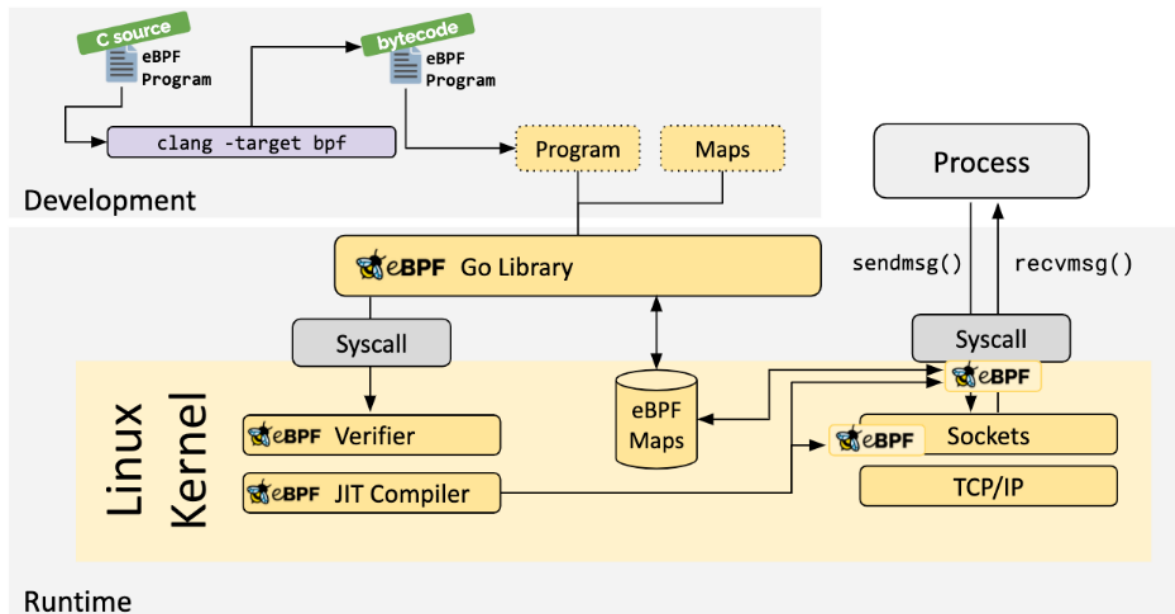 C source
eBPF
Program
bytecode
eBPF
Program
clang -target bpf
Program
Maps
Development
Process
eBPF Go Library
sendmsg()
recvmsg()
Syscall
Syscall
eBPF
Linux
Kernel
eBPF Verifier
eBPF
Maps
eBPF
Sockets
eBPF JIT Compiler
TCP/IP
Runtime